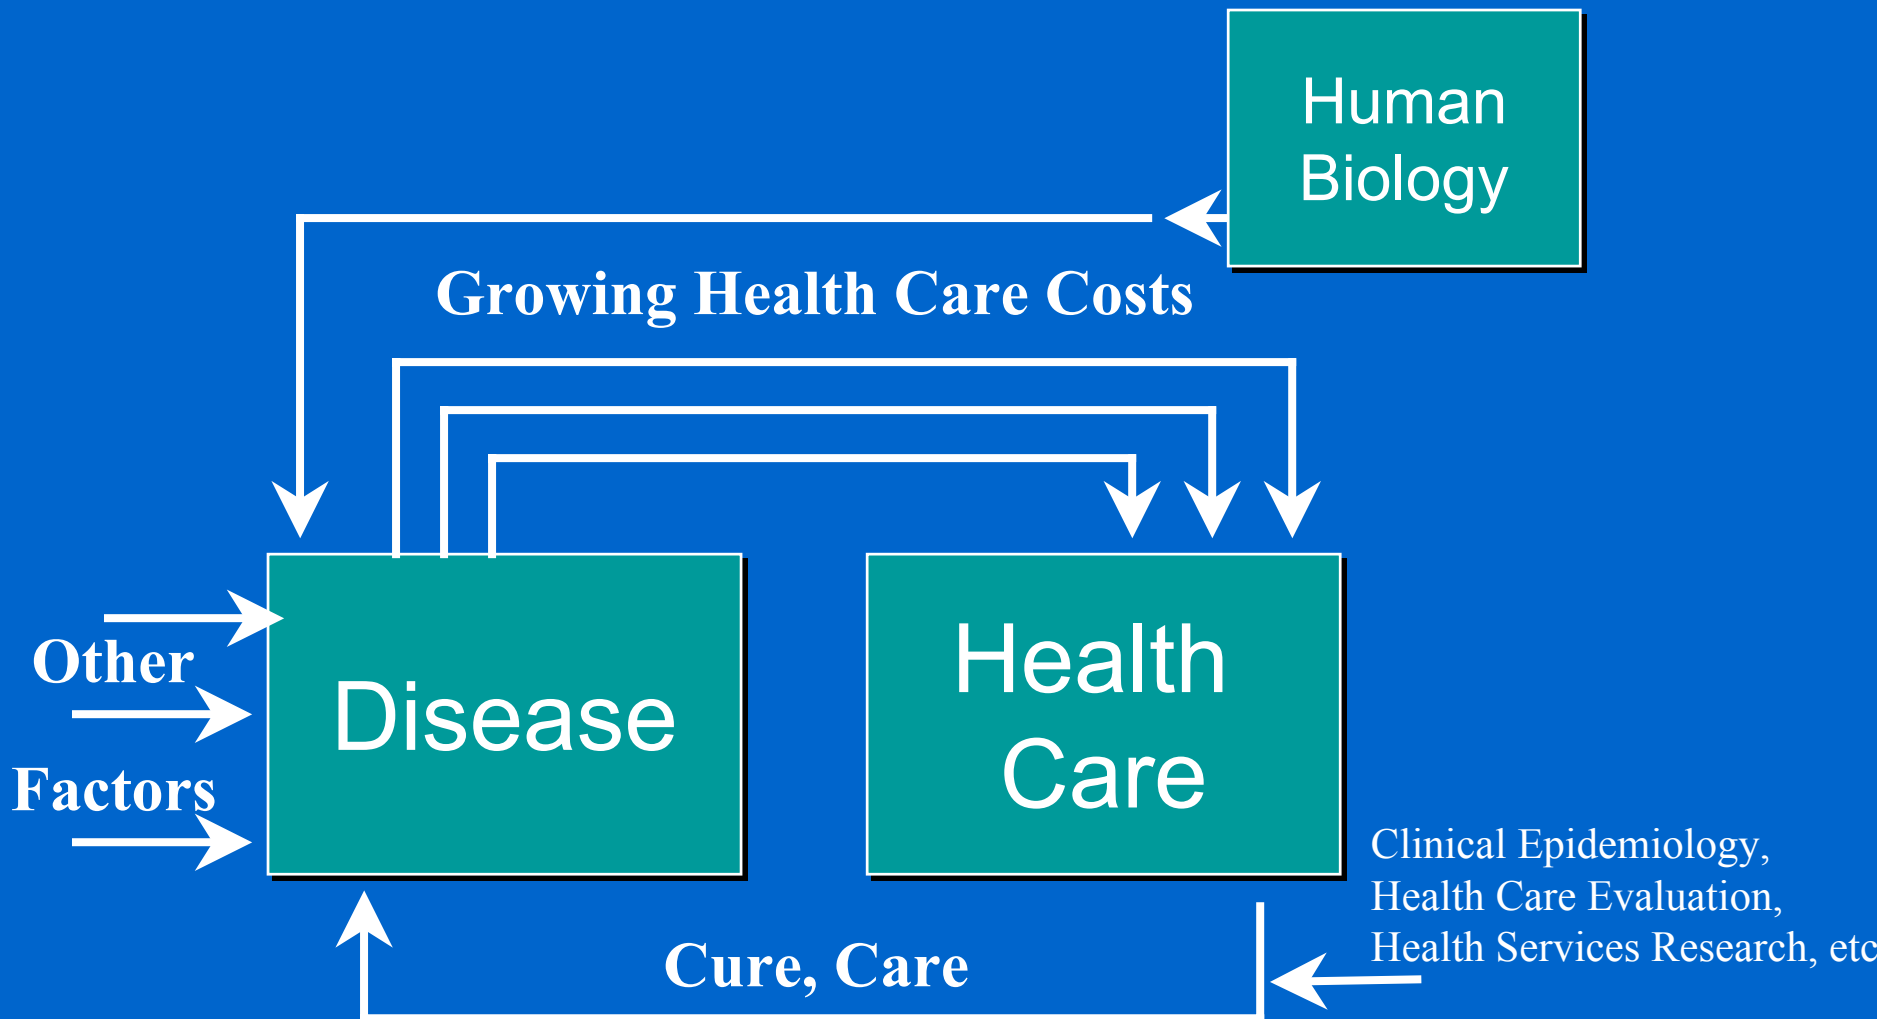 Human
Biology
Growing Health Care Costs
Other
Factors
Disease
Health
Care
Clinical Epidemiology,
Health Care Evaluation,
Health Services Research, etc
Cure, Care